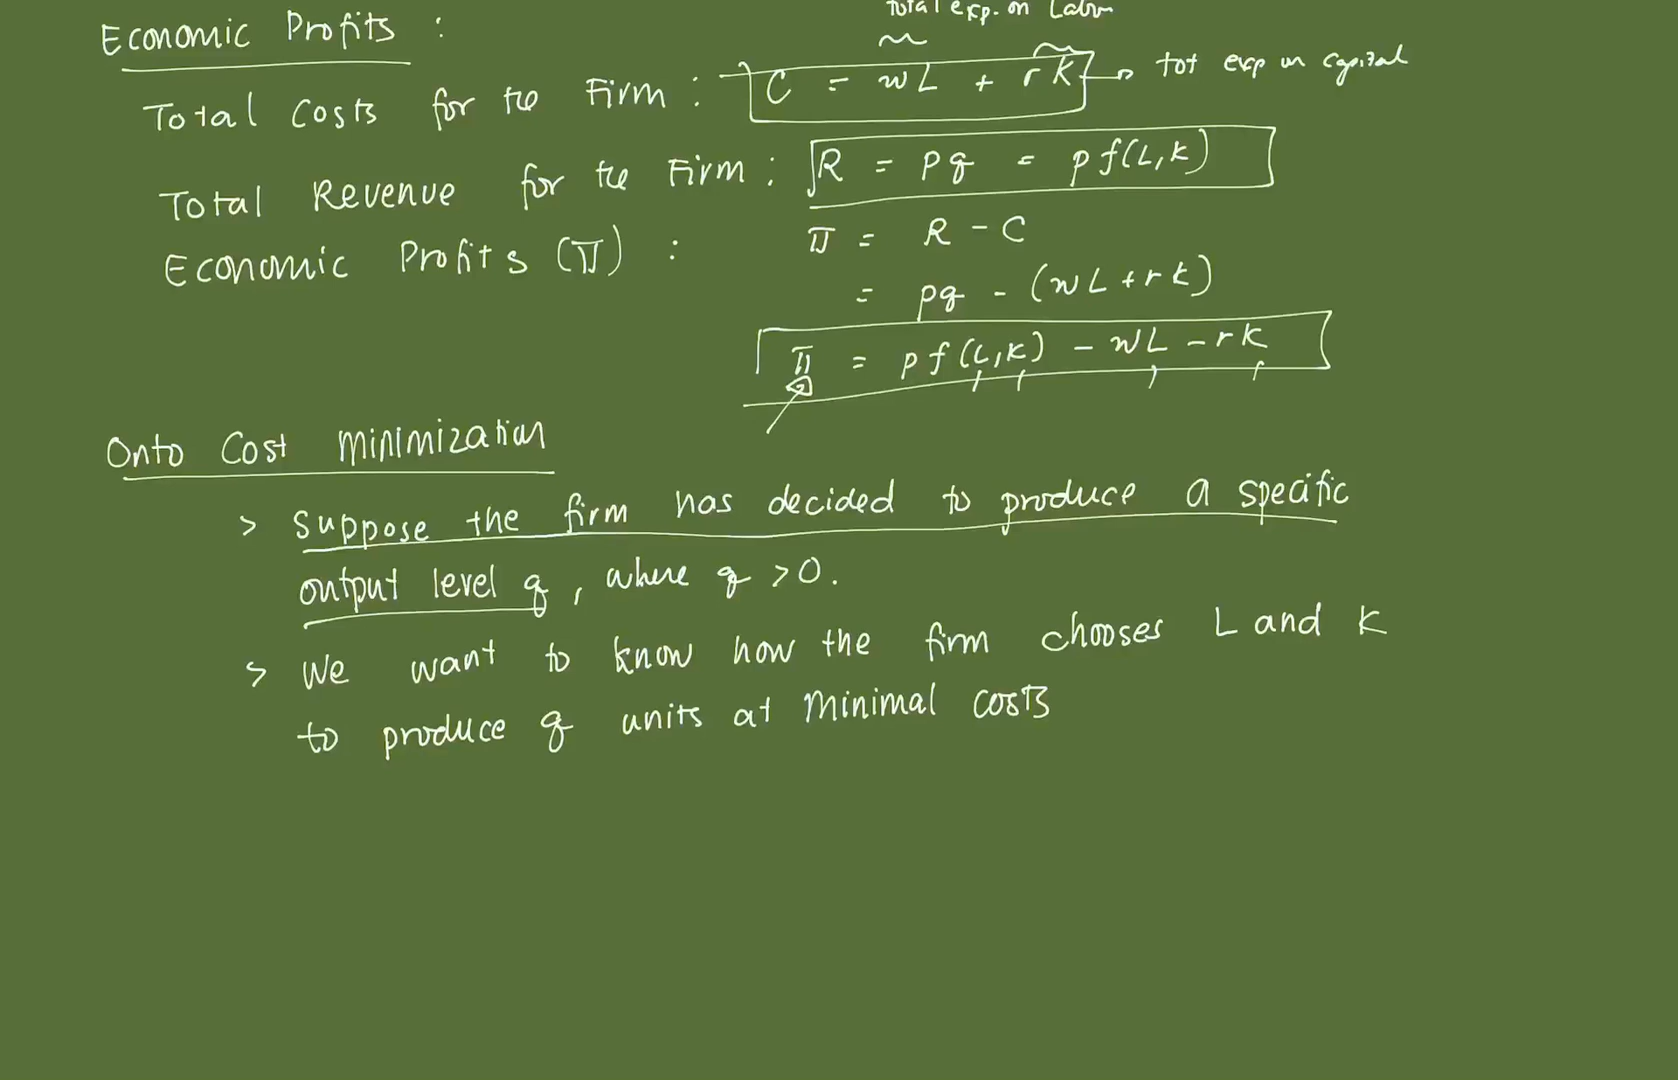 Total exp. on Labor
Economic Profits :
Total Costs for the Firm : C = wL + rK → tot exp on capital
Total Revenue for the Firm : R = pq = p f(L,K)
Economic Profits (π) : π = R - C
= pq - (wL + rK)
π = p f(L,K) - wL - rK
Onto Cost Minimization
> Suppose the firm has decided to produce a specific
output level q, where q > 0.
> We want to know how the firm chooses L and K
to produce q units at minimal costs